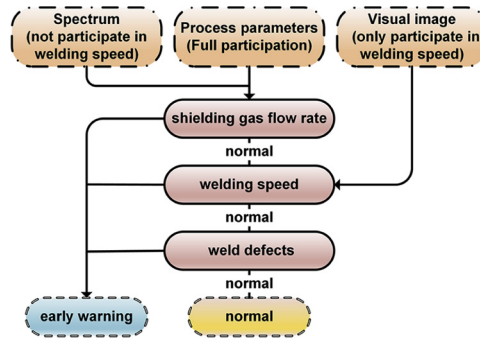 Spectrum
(not participate in
welding speed)
Process parameters
(Full participation)
Visual image
(only participate in
welding speed)
shielding gas flow rate
normal
welding speed
normal
weld defects
normal
early warning
normal